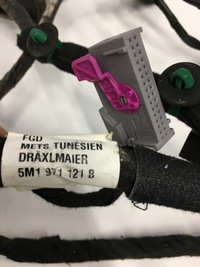 FGD
METS TUNESIEN
DRÄXLMAIER
5M1 971 121 B